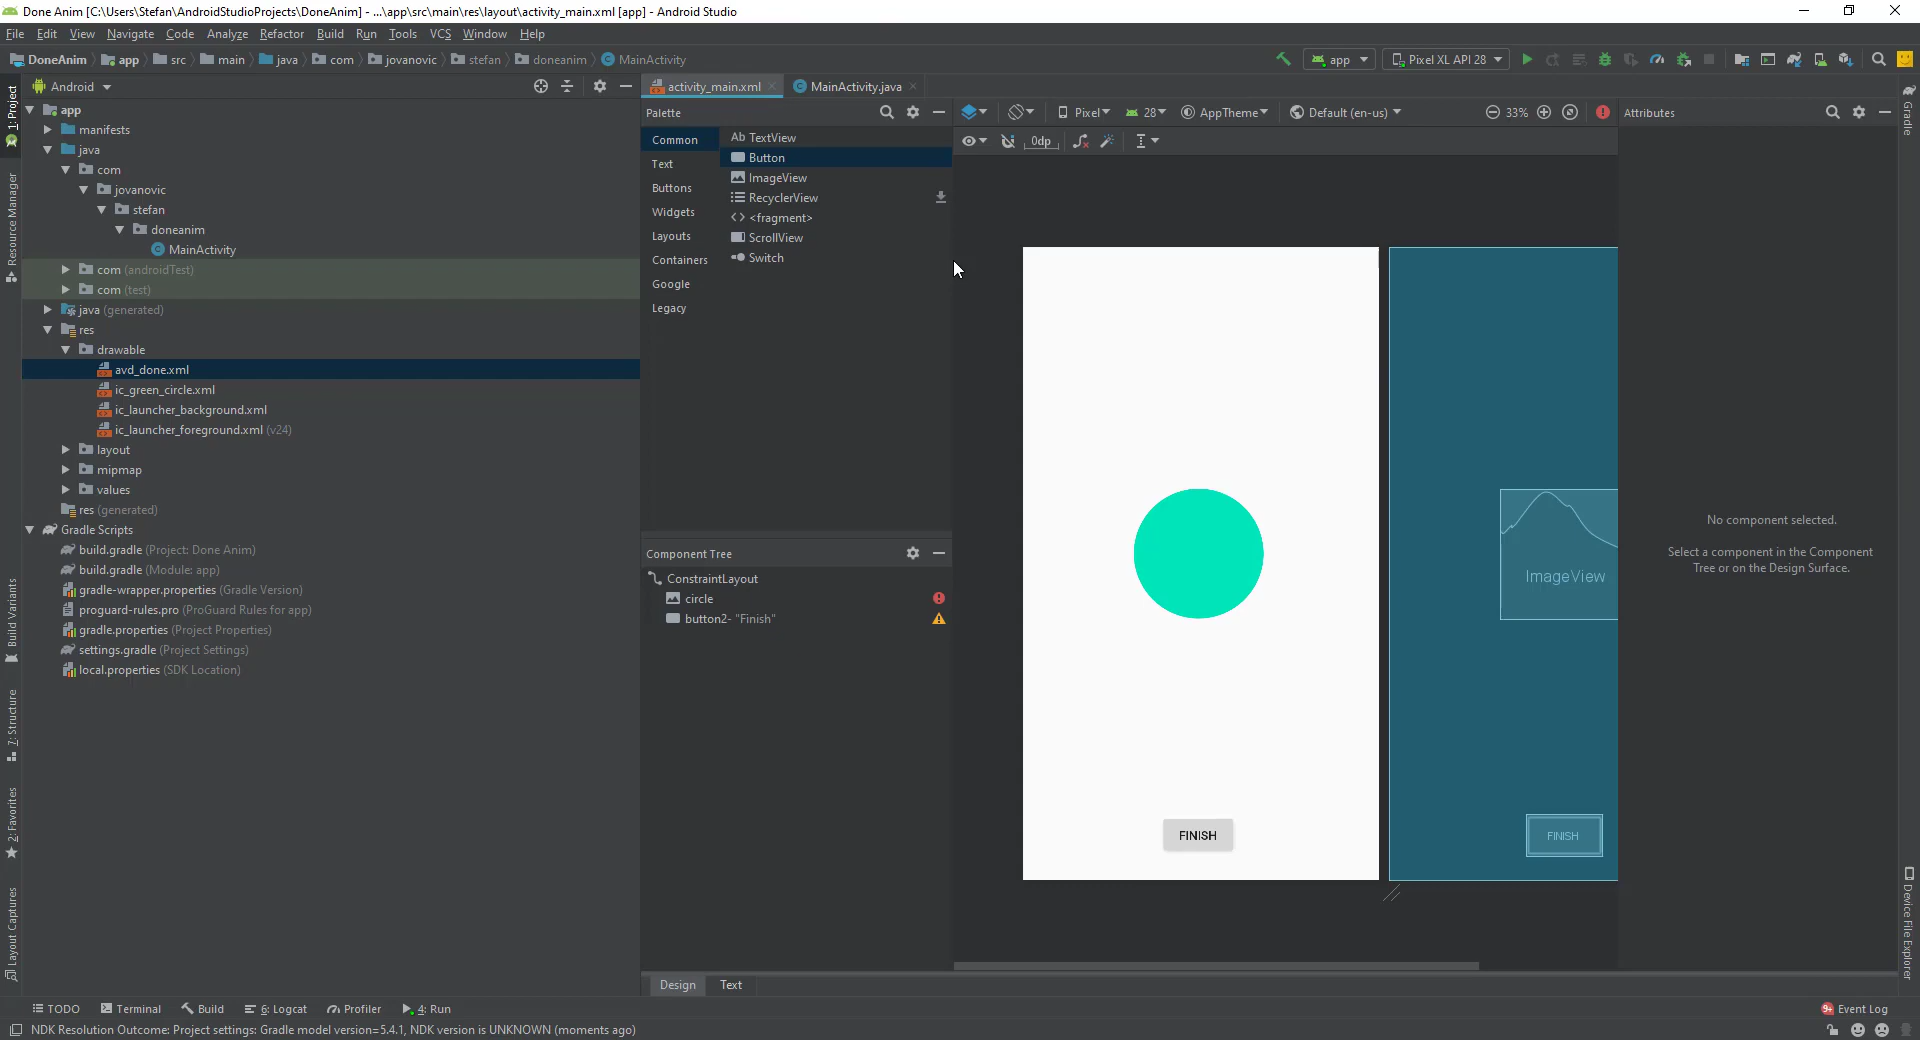 Done Anim [C:\Users\Stefan\AndroidStudioProjects\DoneAnim] - ...\app\src\main\res\layout\activity_main.xml [app] - Android Studio
File Edit View Navigate Code Analyze Refactor Build Run Tools VCS Window Help
DoneAnim app src main java com jovanovic stefan doneanim MainActivity
app Pixel XL API 28
1: Project
Resource Manager
Build Variants
7: Structure
2: Favorites
Layout Captures
Android
app
manifests
java
com
jovanovic
stefan
doneanim
MainActivity
com (androidTest)
com (test)
java (generated)
res
drawable
avd_done.xml
ic_green_circle.xml
ic_launcher_background.xml
ic_launcher_foreground.xml (v24)
layout
mipmap
values
res (generated)
Gradle Scripts
build.gradle (Project: Done Anim)
build.gradle (Module: app)
gradle-wrapper.properties (Gradle Version)
proguard-rules.pro (ProGuard Rules for app)
gradle.properties (Project Properties)
settings.gradle (Project Settings)
local.properties (SDK Location)
activity_main.xml MainActivity.java
Palette
Common
Text
Buttons
Widgets
Layouts
Containers
Google
Legacy
Ab TextView
Button
ImageView
RecyclerView
<fragment>
ScrollView
Switch
Component Tree
ConstraintLayout
circle
button2- "Finish"
Pixel 28 AppTheme Default (en-us) 33%
0dp
FINISH
ImageView
FINISH
Attributes
No component selected.
Select a component in the Component
Tree or on the Design Surface.
Gradle
Device File Explorer
Design Text
TODO Terminal Build 6: Logcat Profiler 4: Run
9+ Event Log
NDK Resolution Outcome: Project settings: Gradle model version=5.4.1, NDK version is UNKNOWN (moments ago)